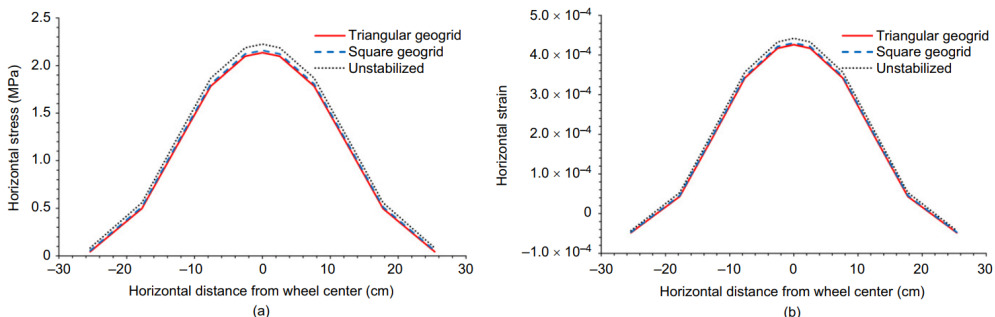 2.5
2.0
1.5
1.0
0.5
0
Horizontal stress (MPa)
Triangular geogrid
Square geogrid
Unstabilized
–30 –20 –10 0 10 20 30
Horizontal distance from wheel center (cm)
(a)
5.0 × 10⁻⁴
4.0 × 10⁻⁴
3.0 × 10⁻⁴
2.0 × 10⁻⁴
1.0 × 10⁻⁴
0
–1.0 × 10⁻⁴
Horizontal strain
Triangular geogrid
Square geogrid
Unstabilized
–30 –20 –10 0 10 20 30
Horizontal distance from wheel center (cm)
(b)